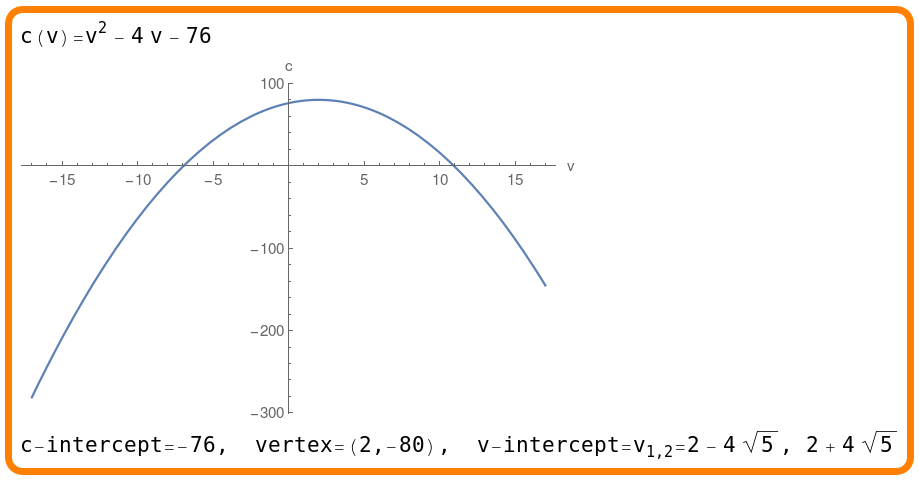 c(v)=v² − 4 v − 76
c
100
−15 −10 −5 5 10 15 v
−100
−200
−300
c−intercept=−76, vertex=(2,−80), v−intercept=v₁,₂=2 − 4 √5, 2 + 4 √5